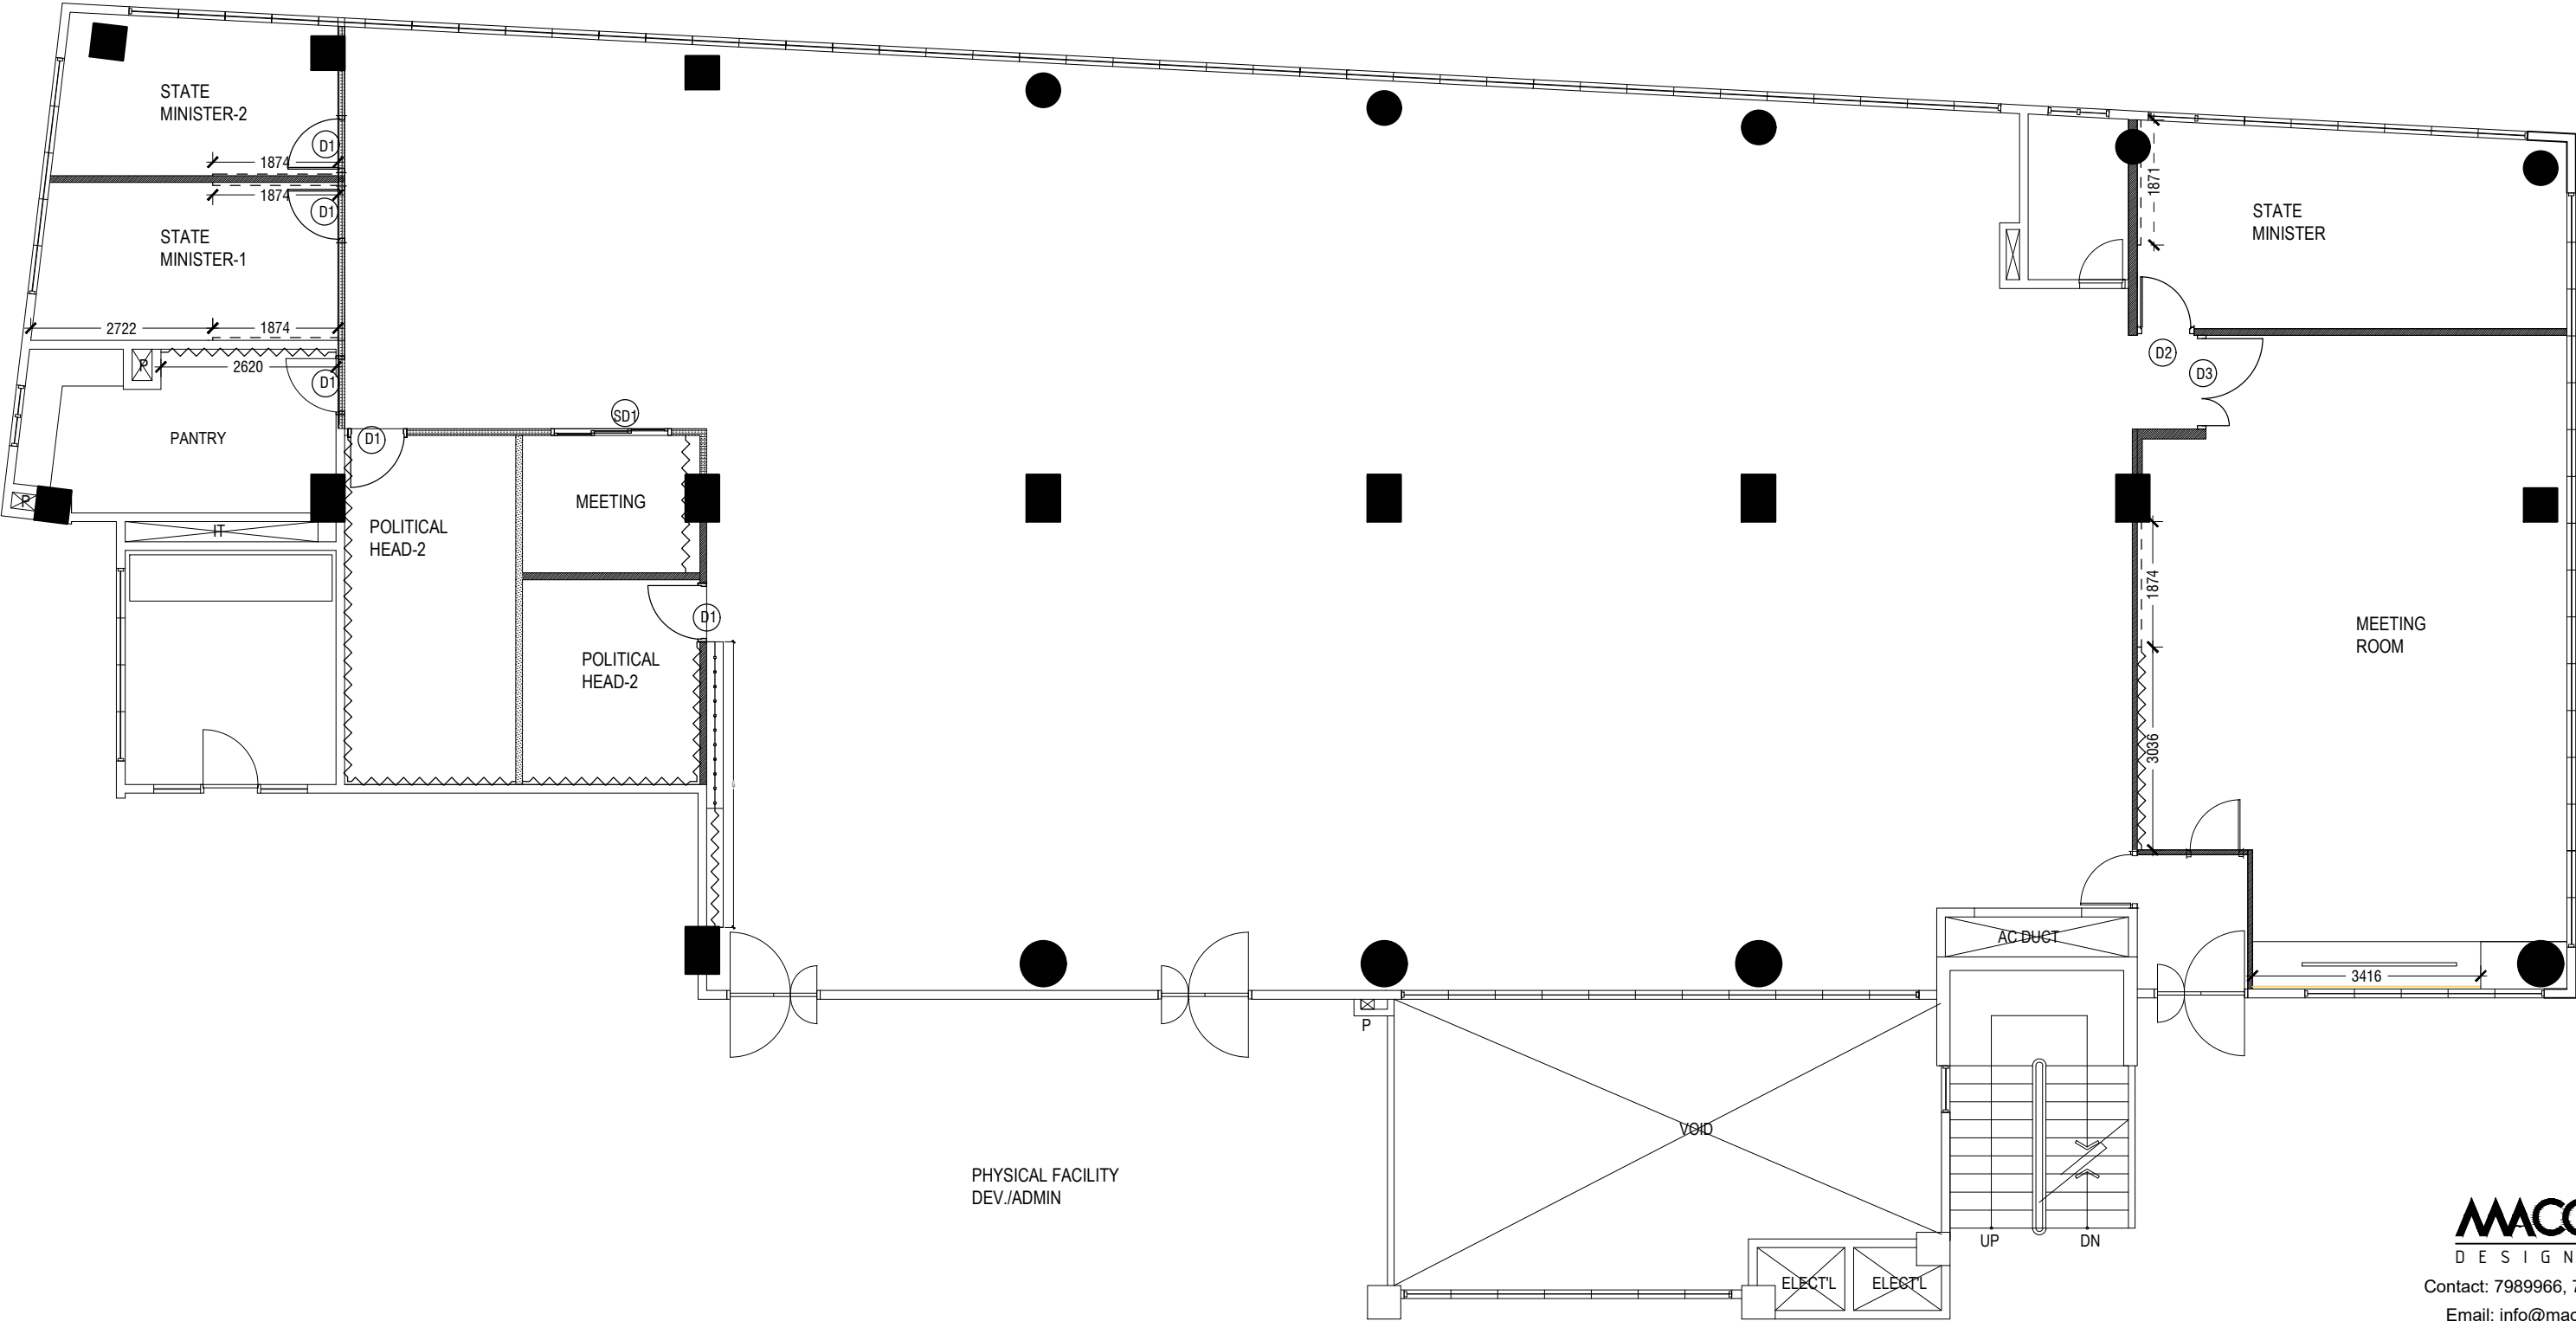 STATE
MINISTER-2
D1
1874
1874
D1
STATE
MINISTER-1
2722
1874
P
2620
D1
PANTRY
P
IT
D1
SD1
MEETING
POLITICAL
HEAD-2
D1
POLITICAL
HEAD-2
1871
STATE
MINISTER
D2
D3
1874
MEETING
ROOM
3036
AC DUCT
3416
P
VOID
PHYSICAL FACILITY
DEV./ADMIN
UP
DN
ELECT'L
ELECT'L
DESIGN
Contact: 7989966,
Email: info@mac